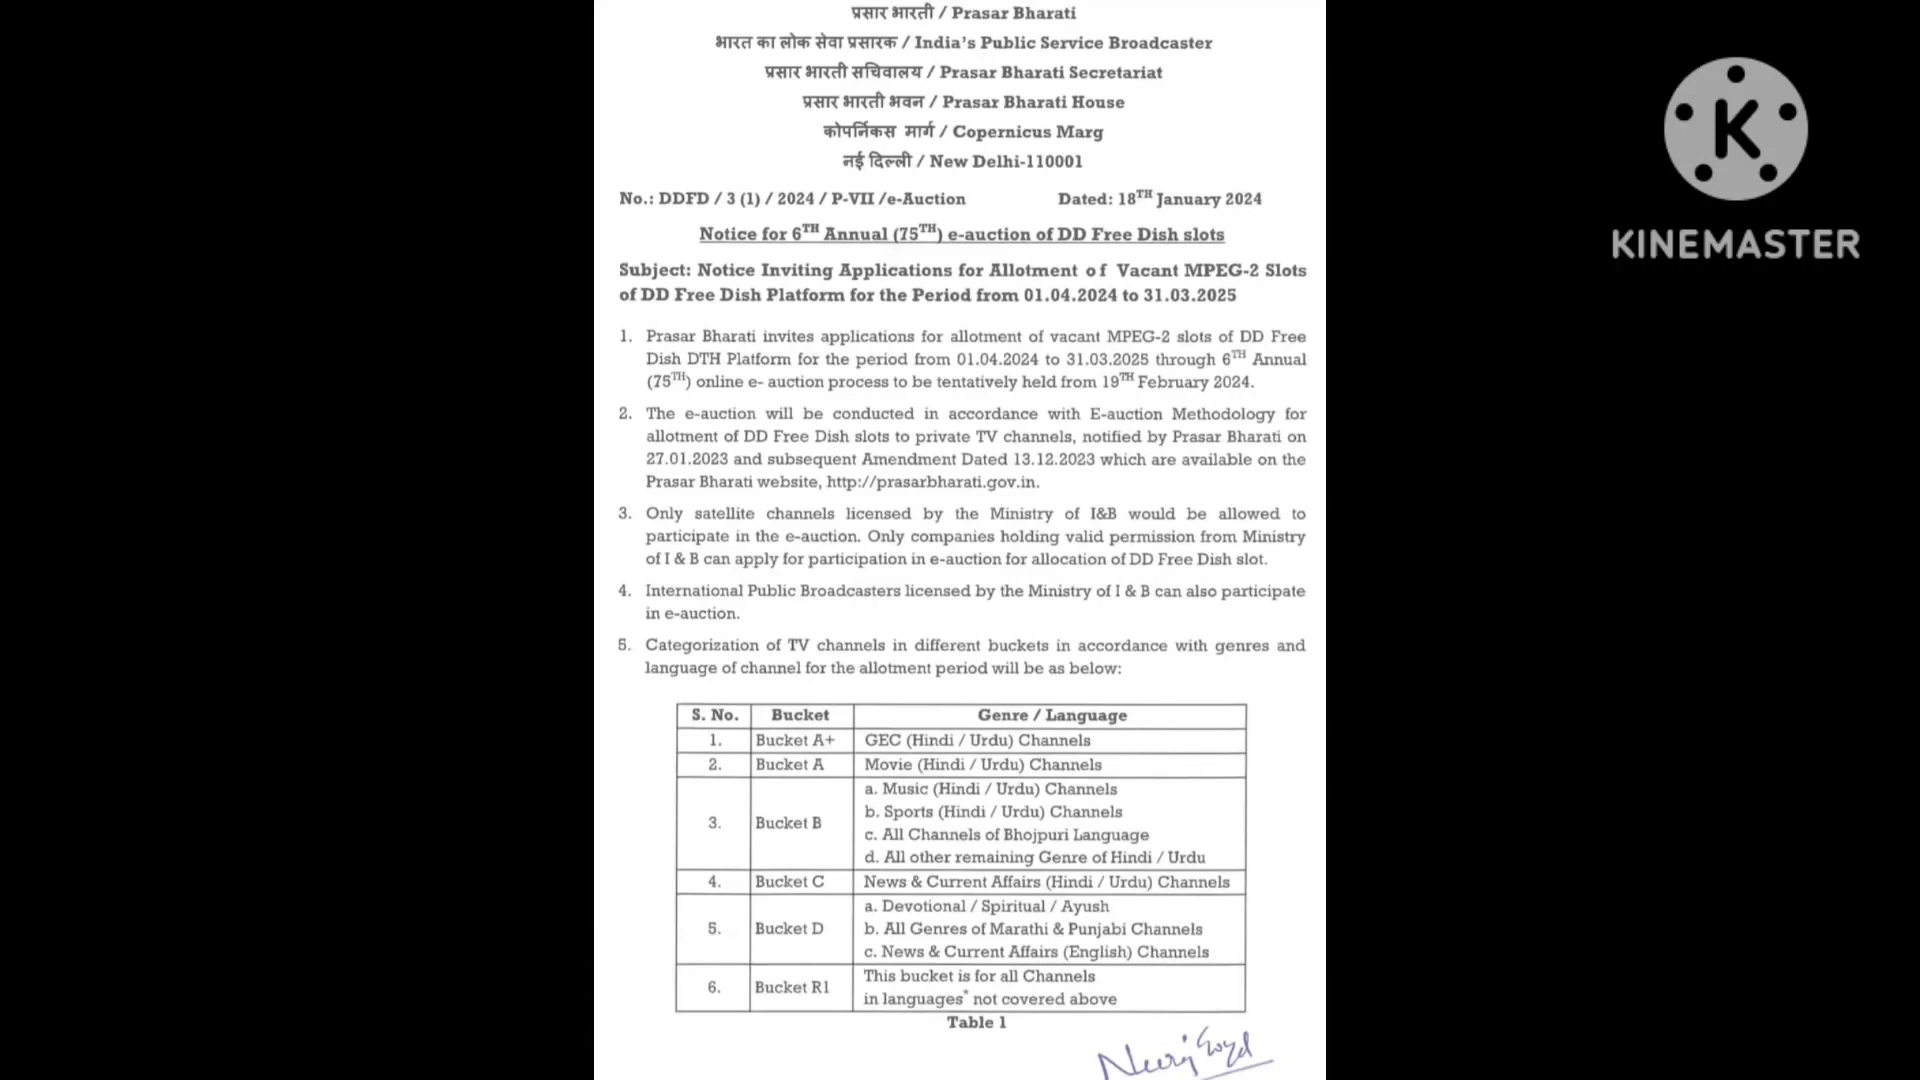 प्रसार भारती / Prasar Bharati
भारत का लोक सेवा प्रसारक / India's Public Service Broadcaster
प्रसार भारती सचिवालय / Prasar Bharati Secretariat
प्रसार भारती भवन / Prasar Bharati House
कोपर्निकस मार्ग / Copernicus Marg
नई दिल्ली / New Delhi-110001
No.: DDFD / 3 (1) / 2024 / P-VII /e-Auction Dated: 18TH January 2024
Notice for 6TH Annual (75TH) e-auction of DD Free Dish slots
Subject: Notice Inviting Applications for Allotment of Vacant MPEG-2 Slots
of DD Free Dish Platform for the Period from 01.04.2024 to 31.03.2025
1. Prasar Bharati invites applications for allotment of vacant MPEG-2 slots of DD Free
Dish DTH Platform for the period from 01.04.2024 to 31.03.2025 through 6TH Annual
(75TH) online e- auction process to be tentatively held from 19TH February 2024.
2. The e-auction will be conducted in accordance with E-auction Methodology for
allotment of DD Free Dish slots to private TV channels, notified by Prasar Bharati on
27.01.2023 and subsequent Amendment Dated 13.12.2023 which are available on the
Prasar Bharati website, http://prasarbharati.gov.in.
3. Only satellite channels licensed by the Ministry of I&B would be allowed to
participate in the e-auction. Only companies holding valid permission from Ministry
of I & B can apply for participation in e-auction for allocation of DD Free Dish slot.
4. International Public Broadcasters licensed by the Ministry of I & B can also participate
in e-auction.
5. Categorization of TV channels in different buckets in accordance with genres and
language of channel for the allotment period will be as below:
S. No. Bucket Genre / Language
1. Bucket A+ GEC (Hindi / Urdu) Channels
2. Bucket A Movie (Hindi / Urdu) Channels
3. Bucket B a. Music (Hindi / Urdu) Channels
b. Sports (Hindi / Urdu) Channels
c. All Channels of Bhojpuri Language
d. All other remaining Genre of Hindi / Urdu
4. Bucket C News & Current Affairs (Hindi / Urdu) Channels
5. Bucket D a. Devotional / Spiritual / Ayush
b. All Genres of Marathi & Punjabi Channels
c. News & Current Affairs (English) Channels
6. Bucket R1 This bucket is for all Channels
in languages* not covered above
Table 1
K
KINEMASTER